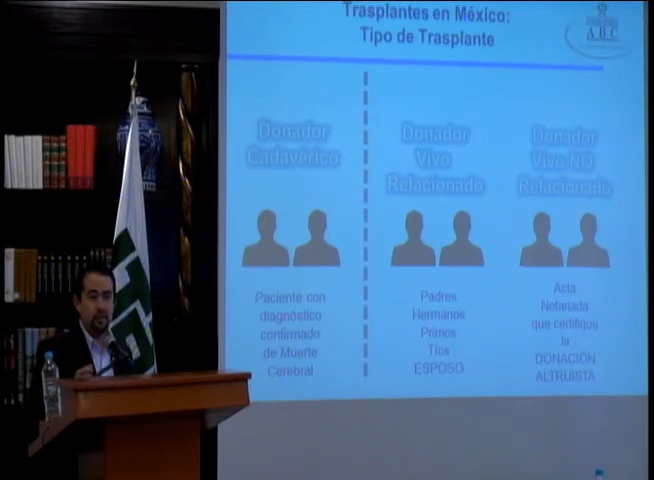 Trasplantes en México:
Tipo de Trasplante
ABC
Donador
Cadavérico
Paciente con
diagnóstico
confirmado
de Muerte
Cerebral
Donador
Vivo
Relacionado
Padres
Hermanos
Primos
Tíos
ESPOSO
Donador
Vivo NO
Relacionado
Acta
Notariada
que certifique
la
DONACIÓN
ALTRUISTA